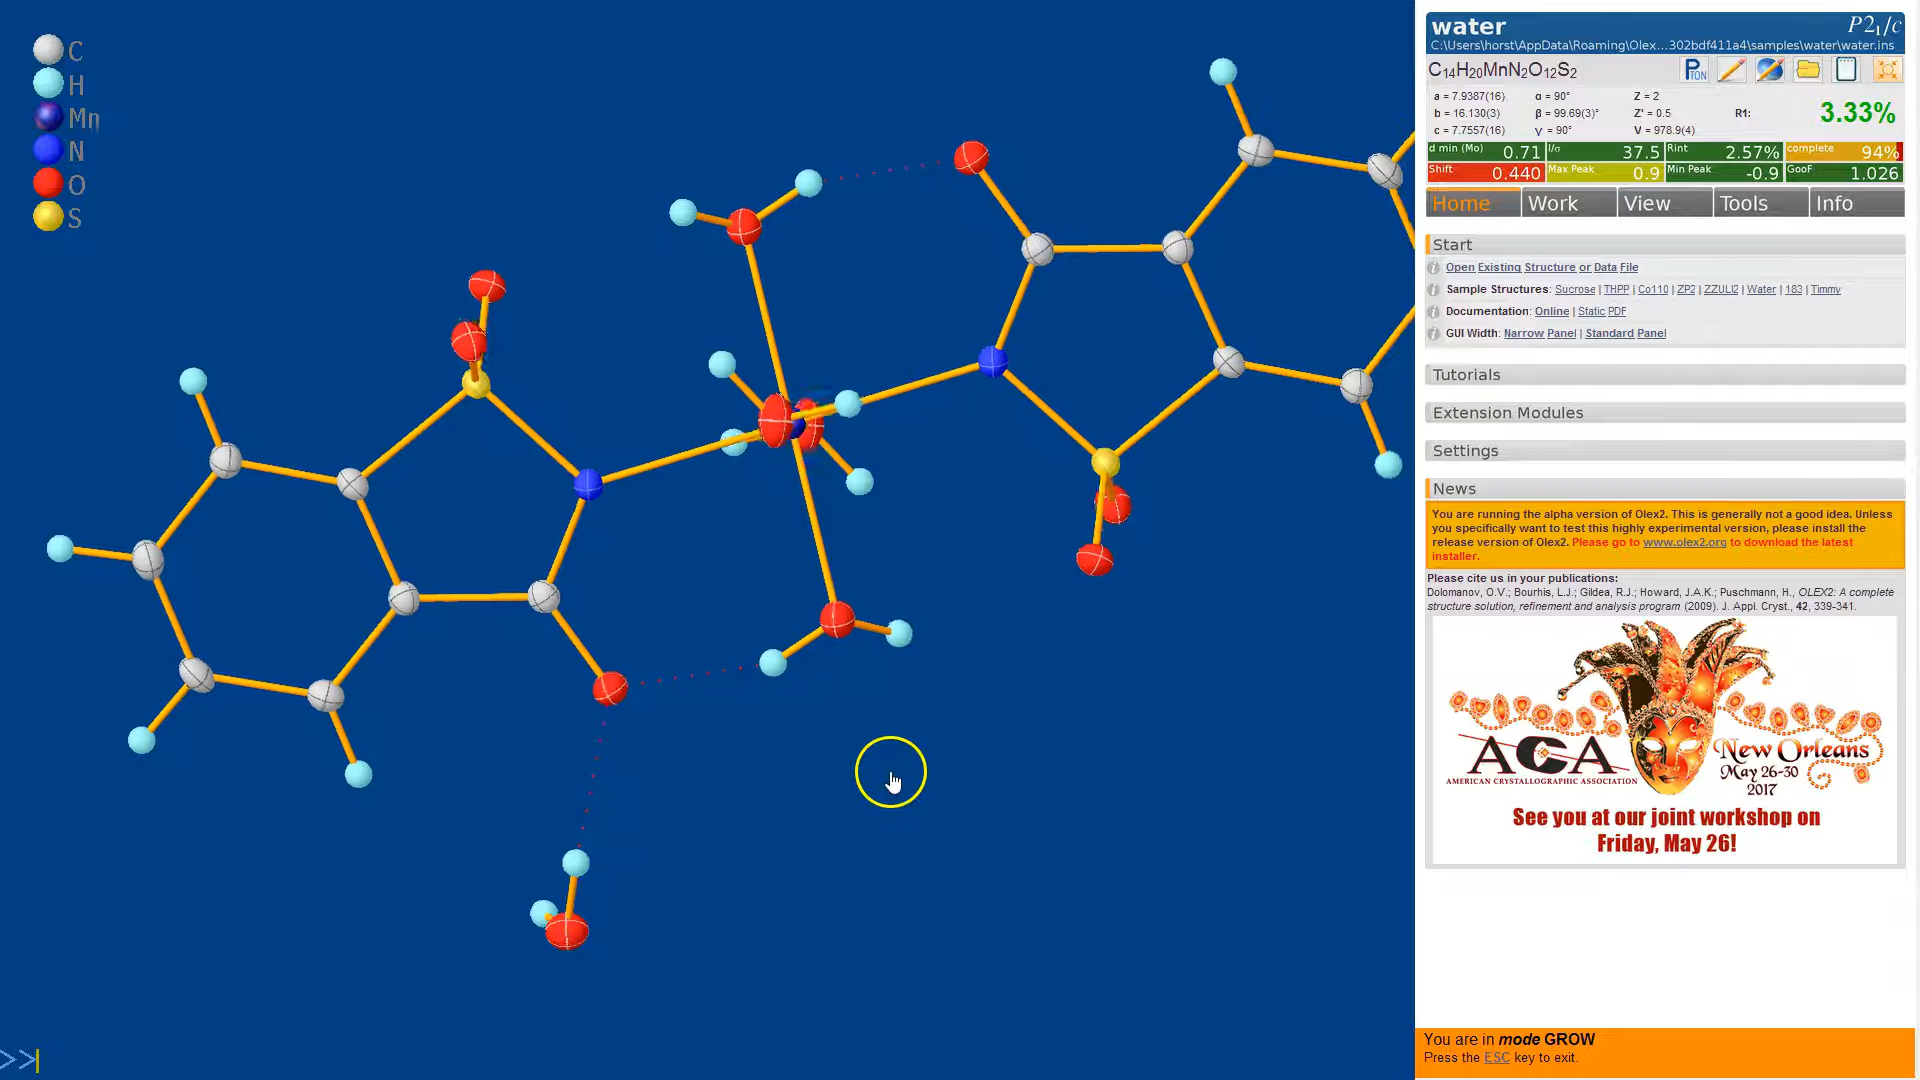 C
H
Mn
N
O
S
>>
water P2₁/c
C:\Users\horst\AppData\Roaming\Olex...302bdf411a4\samples\water\water.ins
C₁₄H₂₀MnN₂O₁₂S₂ PTON
a = 7.9387(16) α = 90° Z = 2
b = 16.130(3) β = 99.69(3)° Z' = 0.5 R1: 3.33%
c = 7.7557(16) γ = 90° V = 978.9(4)
d min (Mo) 0.71 I/σ 37.5 Rint 2.57% complete 94%
Shift 0.440 Max Peak 0.9 Min Peak -0.9 GooF 1.026
Home Work View Tools Info
Start
Open Existing Structure or Data File
Sample Structures: Sucrose | THPP | Co110 | ZP2 | ZZULI2 | Water | 183 | Timmy
Documentation: Online | Static PDF
GUI Width: Narrow Panel | Standard Panel
Tutorials
Extension Modules
Settings
News
You are running the alpha version of Olex2. This is generally not a good idea. Unless
you specifically want to test this highly experimental version, please install the
release version of Olex2. Please go to www.olex2.org to download the latest
installer.
Please cite us in your publications:
Dolomanov, O.V.; Bourhis, L.J.; Gildea, R.J.; Howard, J.A.K.; Puschmann, H., OLEX2: A complete
structure solution, refinement and analysis program (2009). J. Appl. Cryst., 42, 339-341.
ACA
AMERICAN CRYSTALLOGRAPHIC ASSOCIATION
New Orleans
May 26-30
2017
See you at our joint workshop on
Friday, May 26!
You are in mode GROW
Press the ESC key to exit.